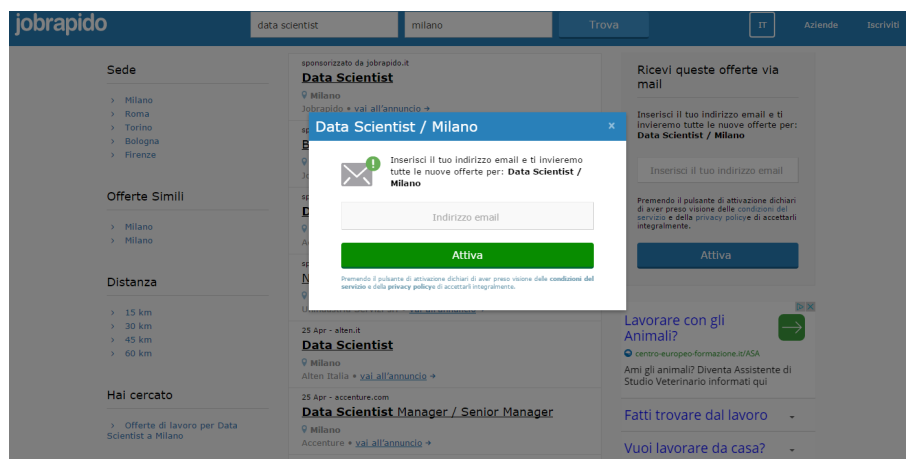 jobrapido
data scientist
milano
Trova
IT
Aziende
Iscriviti
Sede
› Milano
› Roma
› Torino
› Bologna
› Firenze
Offerte Simili
› Milano
› Milano
Distanza
› 15 km
› 30 km
› 45 km
› 60 km
Hai cercato
› Offerte di lavoro per Data
Scientist a Milano
sponsorizzato da jobrapido.it
Data Scientist
Milano
Jobrapido • vai all'annuncio →
Data Scientist / Milano
×
Inserisci il tuo indirizzo email e ti invieremo
tutte le nuove offerte per: Data Scientist /
Milano
Indirizzo email
Attiva
Premendo il pulsante di attivazione dichiari di aver preso visione delle condizioni del
servizio e della privacy policye di accettarli integralmente.
25 Apr - alten.it
Data Scientist
Milano
Alten Italia • vai all'annuncio →
25 Apr - accenture.com
Data Scientist Manager / Senior Manager
Milano
Accenture • vai all'annuncio →
Ricevi queste offerte via
mail
Inserisci il tuo indirizzo email e ti
invieremo tutte le nuove offerte per:
Data Scientist / Milano
Inserisci il tuo indirizzo email
Premendo il pulsante di attivazione dichiari
di aver preso visione delle condizioni del
servizio e della privacy policye di accettarli
integralmente.
Attiva
Lavorare con gli
Animali?
centro-europeo-formazione.it/ASA
Ami gli animali? Diventa Assistente di
Studio Veterinario informati qui
Fatti trovare dal lavoro
Vuoi lavorare da casa?